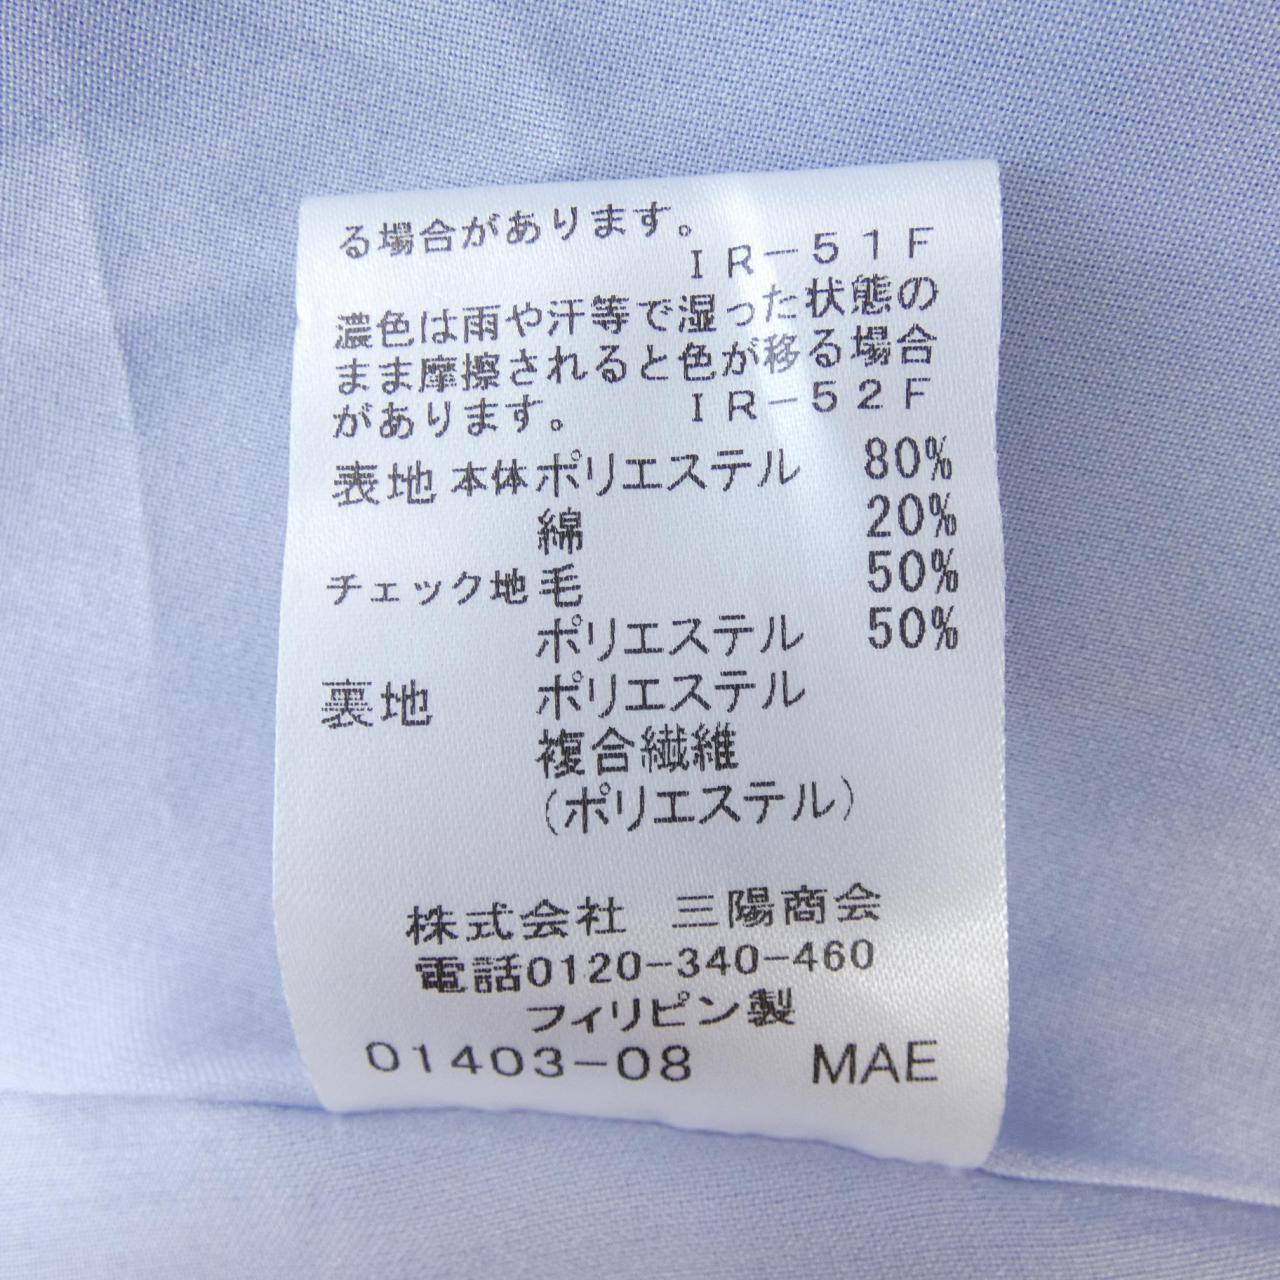 る場合があります。
ＩＲ－５１Ｆ
濃色は雨や汗等で湿った状態の
まま摩擦されると色が移る場合
があります。　ＩＲ－５２Ｆ
表地 本体 ポリエステル 80%
綿 20%
チェック地 毛 50%
ポリエステル 50%
裏地 ポリエステル
複合繊維
（ポリエステル）
株式会社　三陽商会
電話0120-340-460
フィリピン製
01403-08 MAE